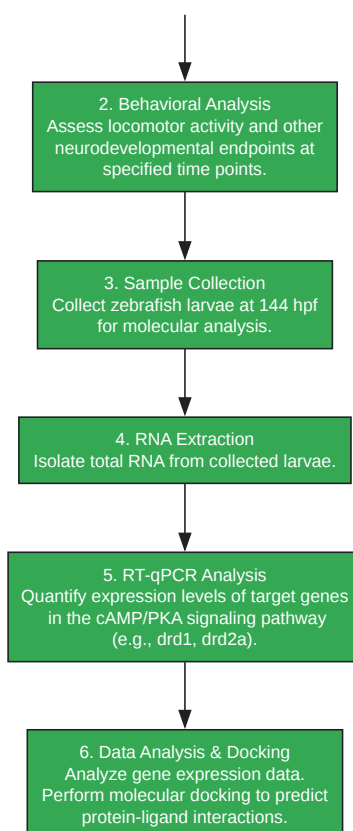 2. Behavioral Analysis
Assess locomotor activity and other
neurodevelopmental endpoints at
specified time points.
3. Sample Collection
Collect zebrafish larvae at 144 hpf
for molecular analysis.
4. RNA Extraction
Isolate total RNA from collected larvae.
5. RT-qPCR Analysis
Quantify expression levels of target genes
in the cAMP/PKA signaling pathway
(e.g., drd1, drd2a).
6. Data Analysis & Docking
Analyze gene expression data.
Perform molecular docking to predict
protein-ligand interactions.